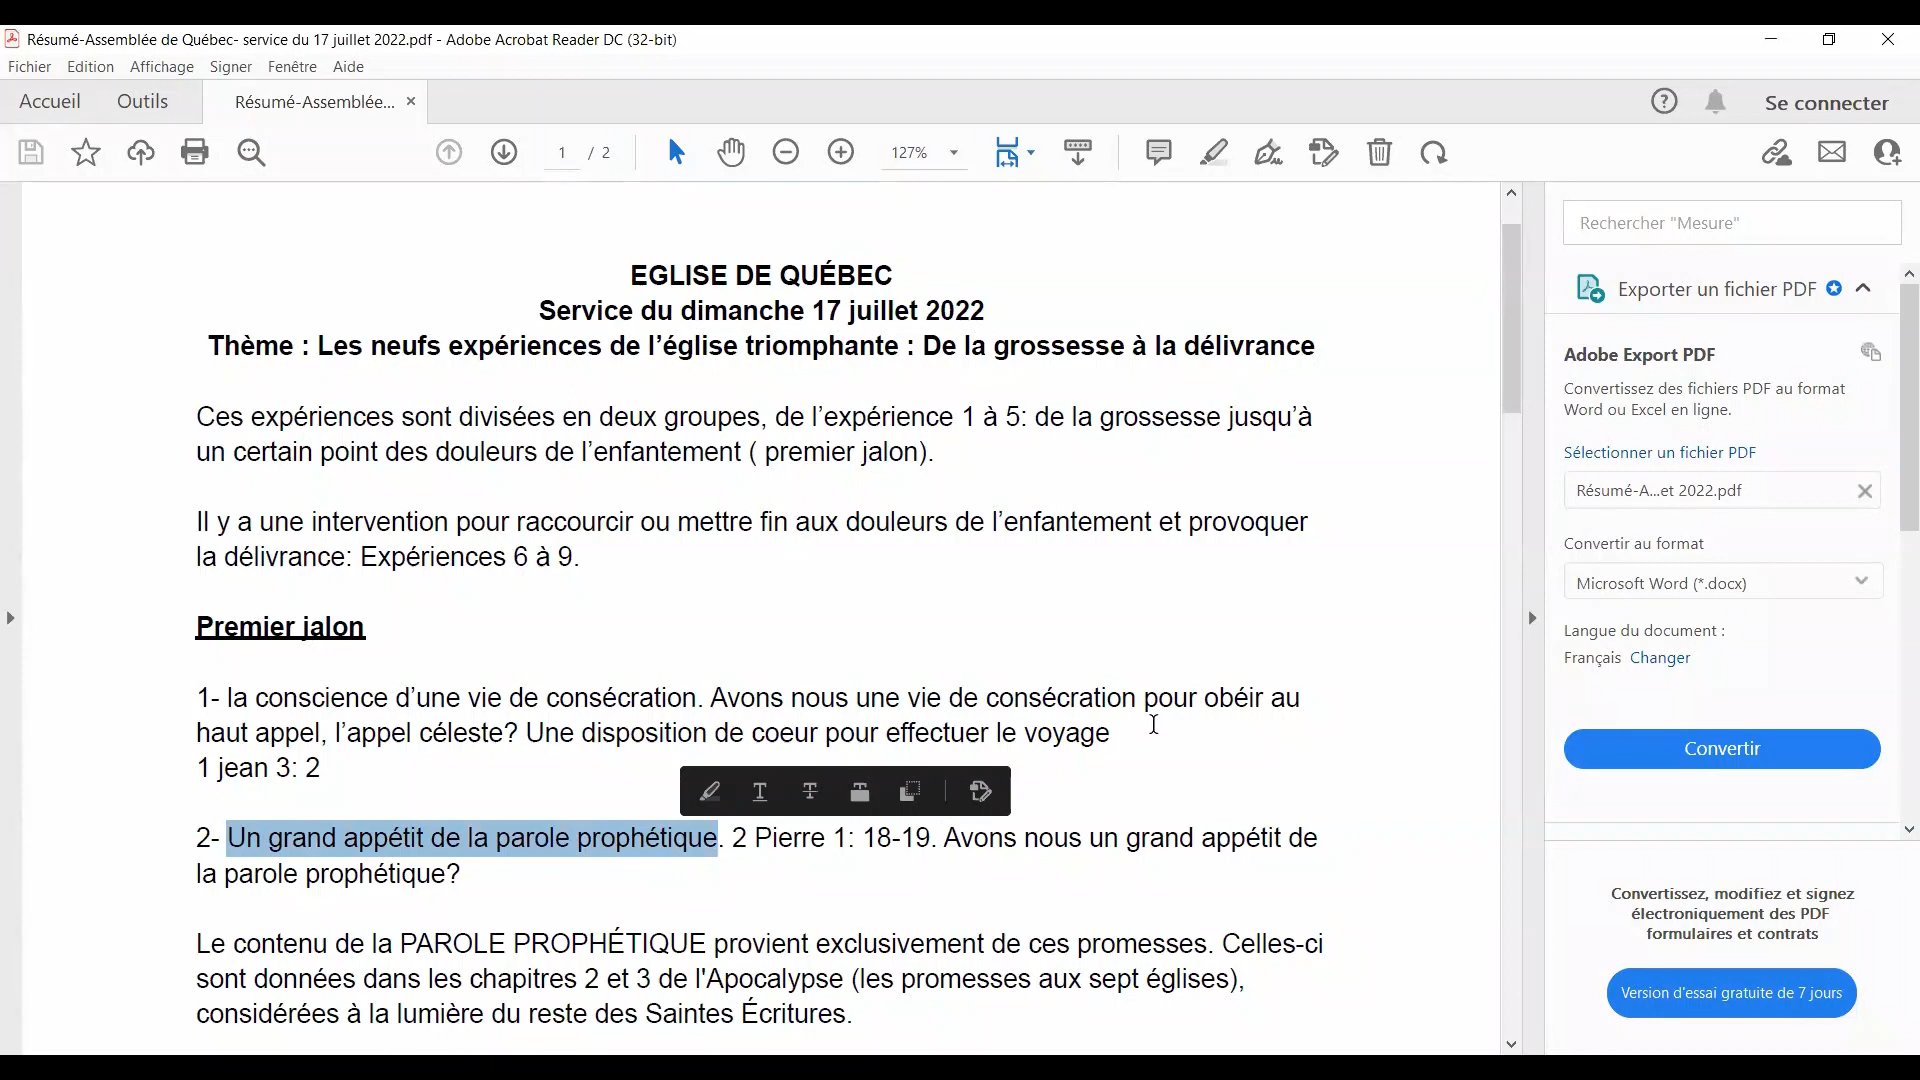 Résumé-Assemblée de Québec- service du 17 juillet 2022.pdf - Adobe Acrobat Reader DC (32-bit)
Fichier Edition Affichage Signer Fenêtre Aide
Accueil Outils Résumé-Assemblée... × Se connecter
1 / 2 127%
EGLISE DE QUÉBEC
Service du dimanche 17 juillet 2022
Thème : Les neufs expériences de l’église triomphante : De la grossesse à la délivrance
Ces expériences sont divisées en deux groupes, de l’expérience 1 à 5: de la grossesse jusqu’à
un certain point des douleurs de l’enfantement ( premier jalon).
Il y a une intervention pour raccourcir ou mettre fin aux douleurs de l’enfantement et provoquer
la délivrance: Expériences 6 à 9.
Premier jalon
1- la conscience d’une vie de consécration. Avons nous une vie de consécration pour obéir au
haut appel, l’appel céleste? Une disposition de coeur pour effectuer le voyage
1 jean 3: 2
2- Un grand appétit de la parole prophétique. 2 Pierre 1: 18-19. Avons nous un grand appétit de
la parole prophétique?
Le contenu de la PAROLE PROPHÉTIQUE provient exclusivement de ces promesses. Celles-ci
sont données dans les chapitres 2 et 3 de l'Apocalypse (les promesses aux sept églises),
considérées à la lumière du reste des Saintes Écritures.
Rechercher "Mesure"
Exporter un fichier PDF
Adobe Export PDF
Convertissez des fichiers PDF au format
Word ou Excel en ligne.
Sélectionner un fichier PDF
Résumé-A...et 2022.pdf
Convertir au format
Microsoft Word (*.docx)
Langue du document :
Français Changer
Convertir
Convertissez, modifiez et signez
électroniquement des PDF
formulaires et contrats
Version d'essai gratuite de 7 jours